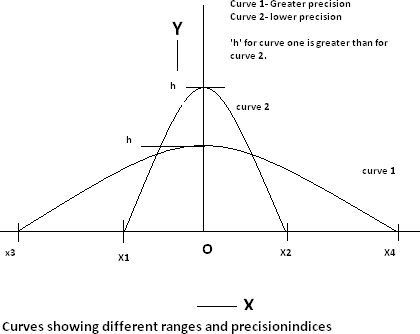 Curve 1- Greater precision
Curve 2- lower precision
'h' for curve one is greater than for
curve 2.
Y
h
curve 2
h
curve 1
x3
X1
O
X2
X4
X
Curves showing different ranges and precisionindices